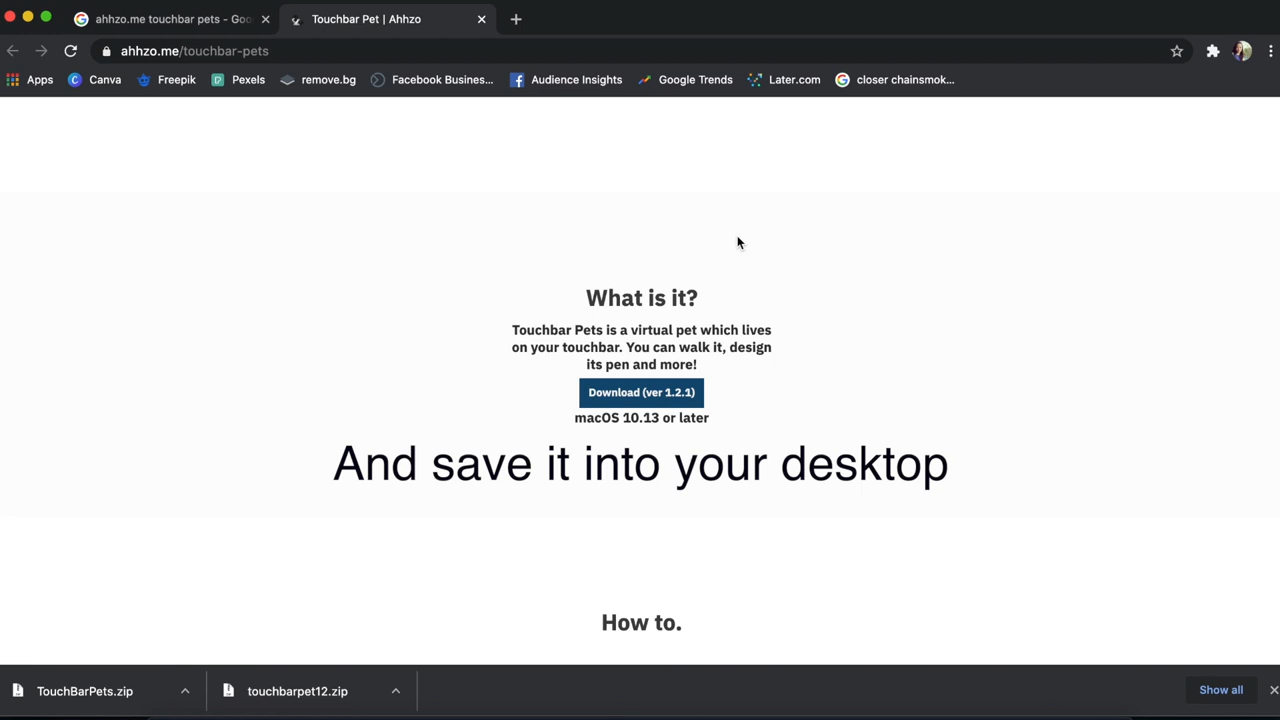 ahhzo.me touchbar pets - Goo
Touchbar Pet | Ahhzo
ahhzo.me/touchbar-pets
Apps
Canva
Freepik
Pexels
remove.bg
Facebook Busines...
Audience Insights
Google Trends
Later.com
closer chainsmok...
What is it?
Touchbar Pets is a virtual pet which lives
on your touchbar. You can walk it, design
its pen and more!
Download (ver 1.2.1)
macOS 10.13 or later
And save it into your desktop
How to.
TouchBarPets.zip
touchbarpet12.zip
Show all